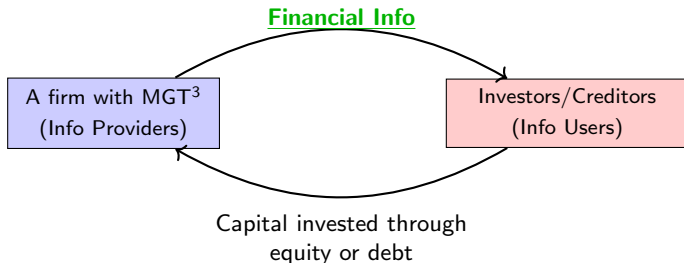 Financial Info
A firm with MGT³
(Info Providers)
Investors/Creditors
(Info Users)
Capital invested through
equity or debt